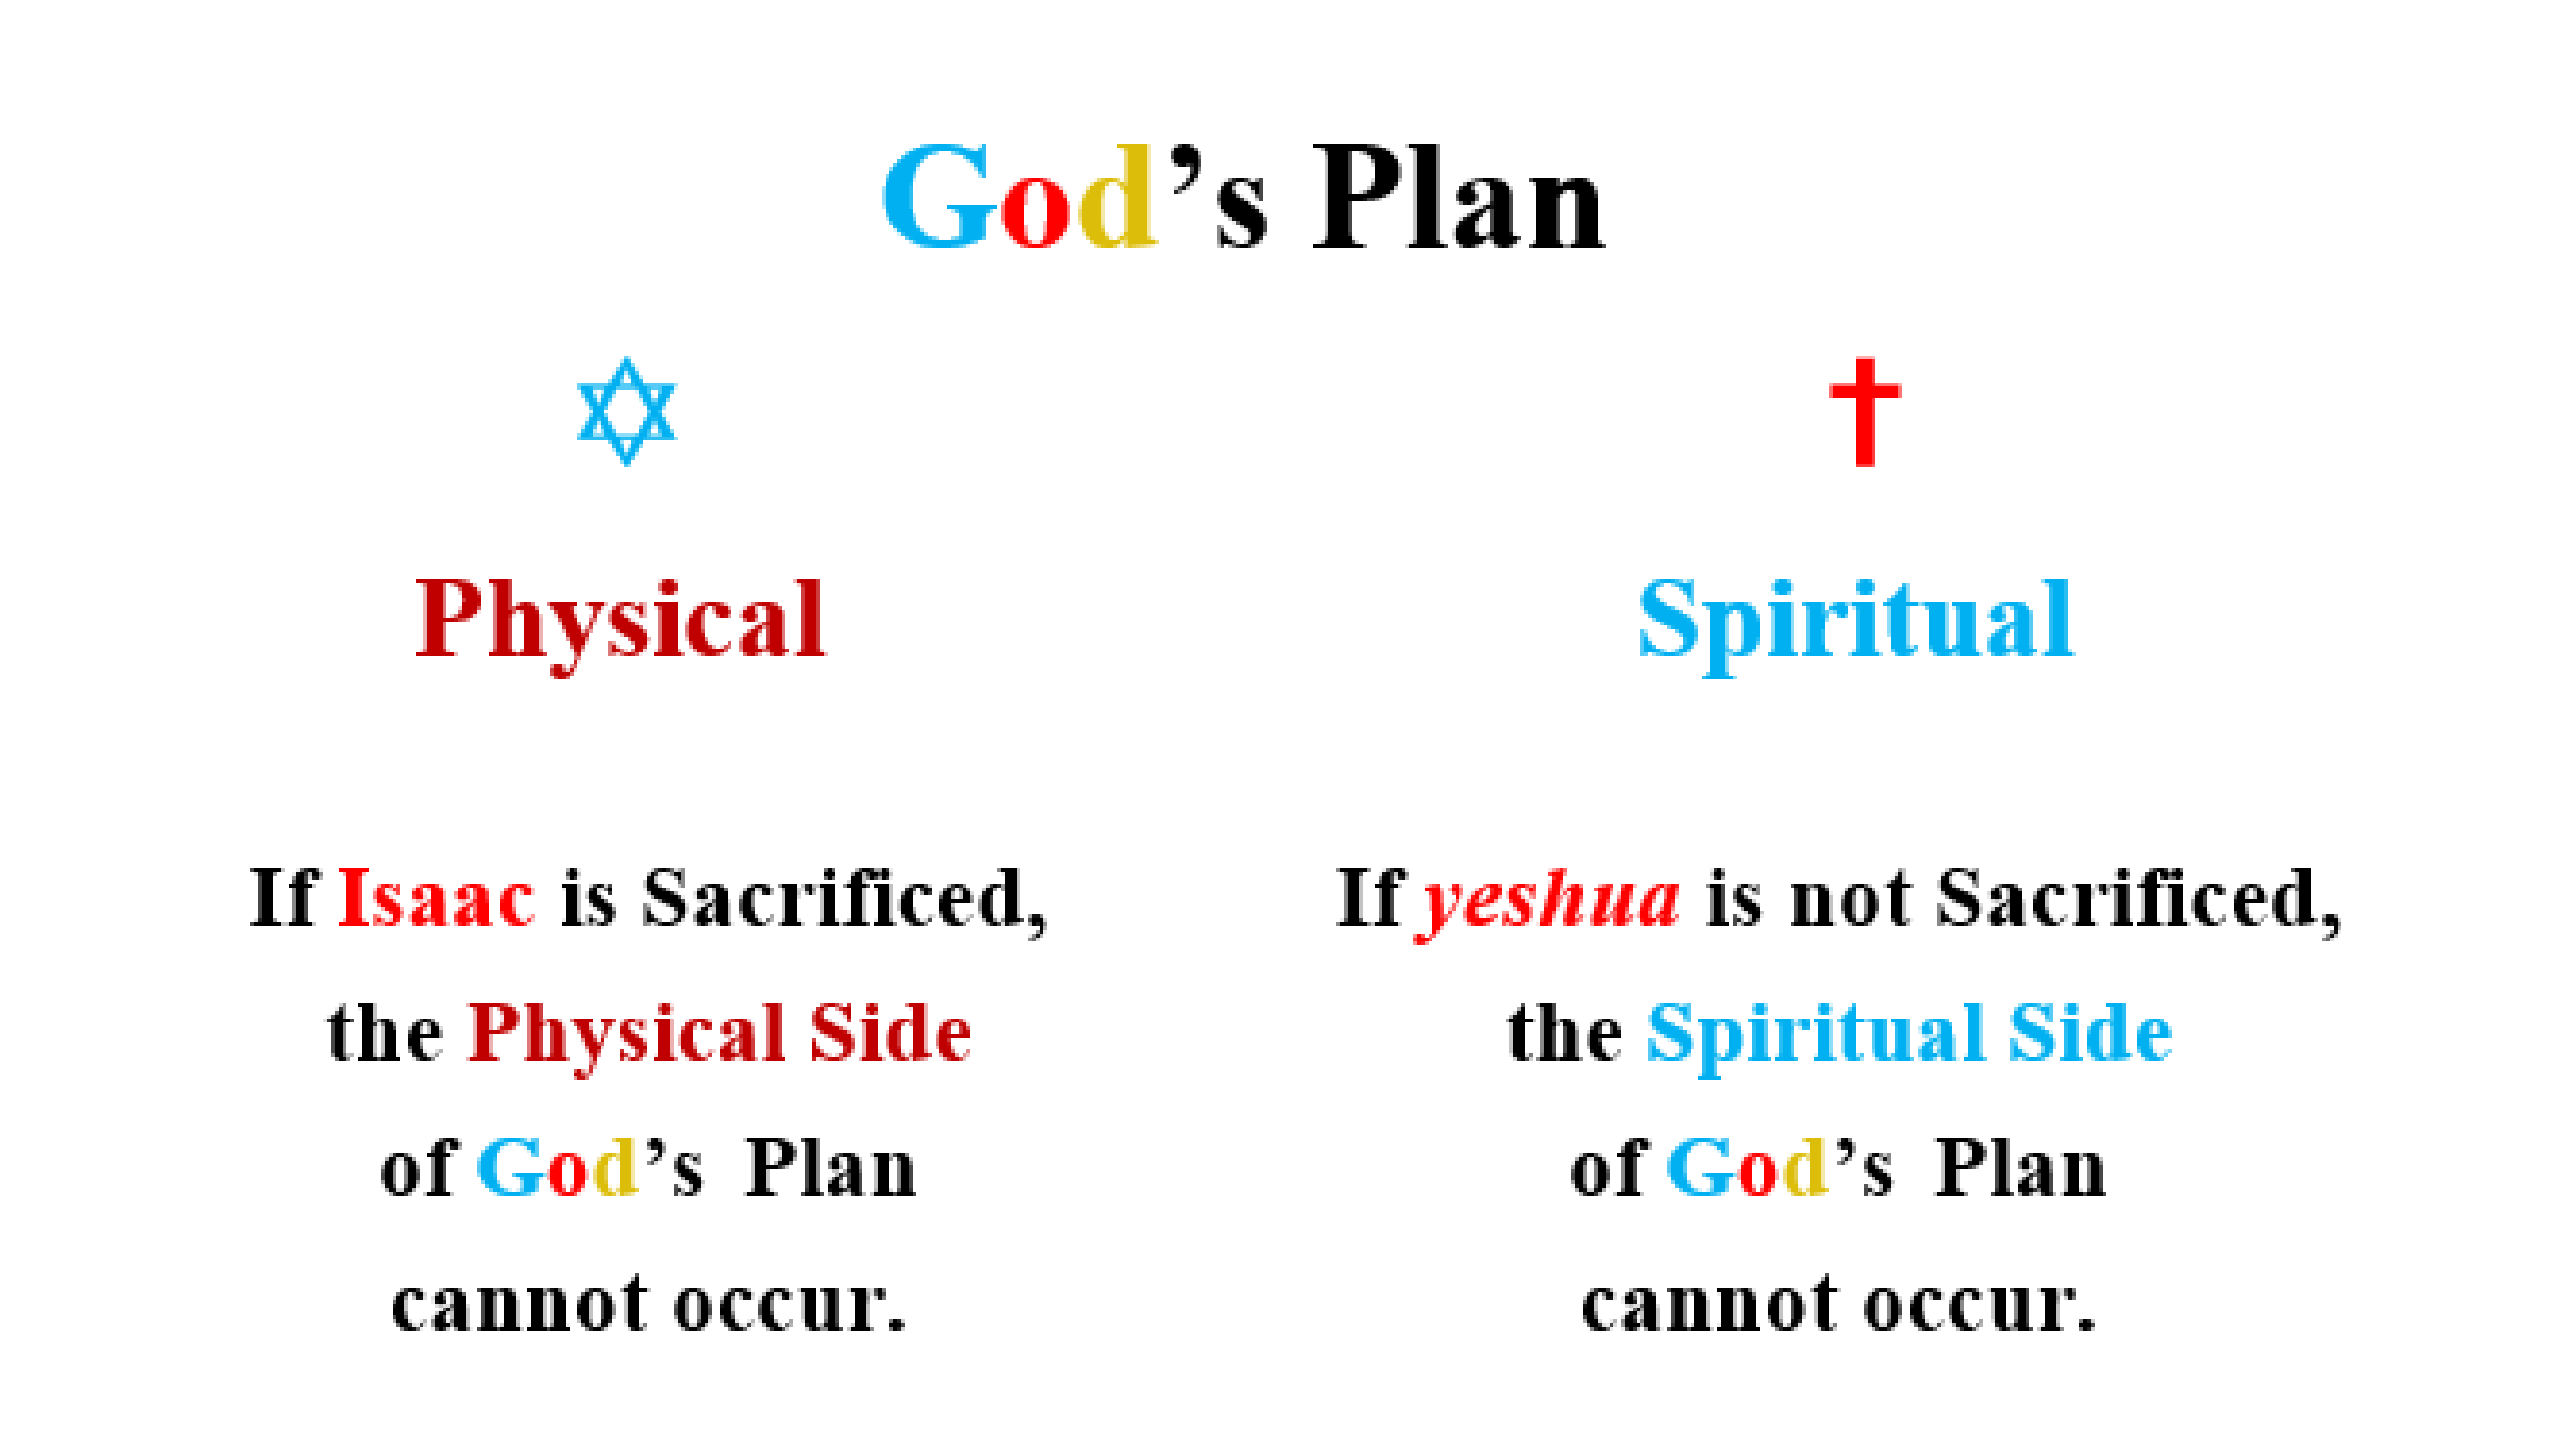 God’s Plan
✡ ✝
Physical Spiritual
If Isaac is Sacrificed,
the Physical Side
of God’s Plan
cannot occur.
If yeshua is not Sacrificed,
the Spiritual Side
of God’s Plan
cannot occur.